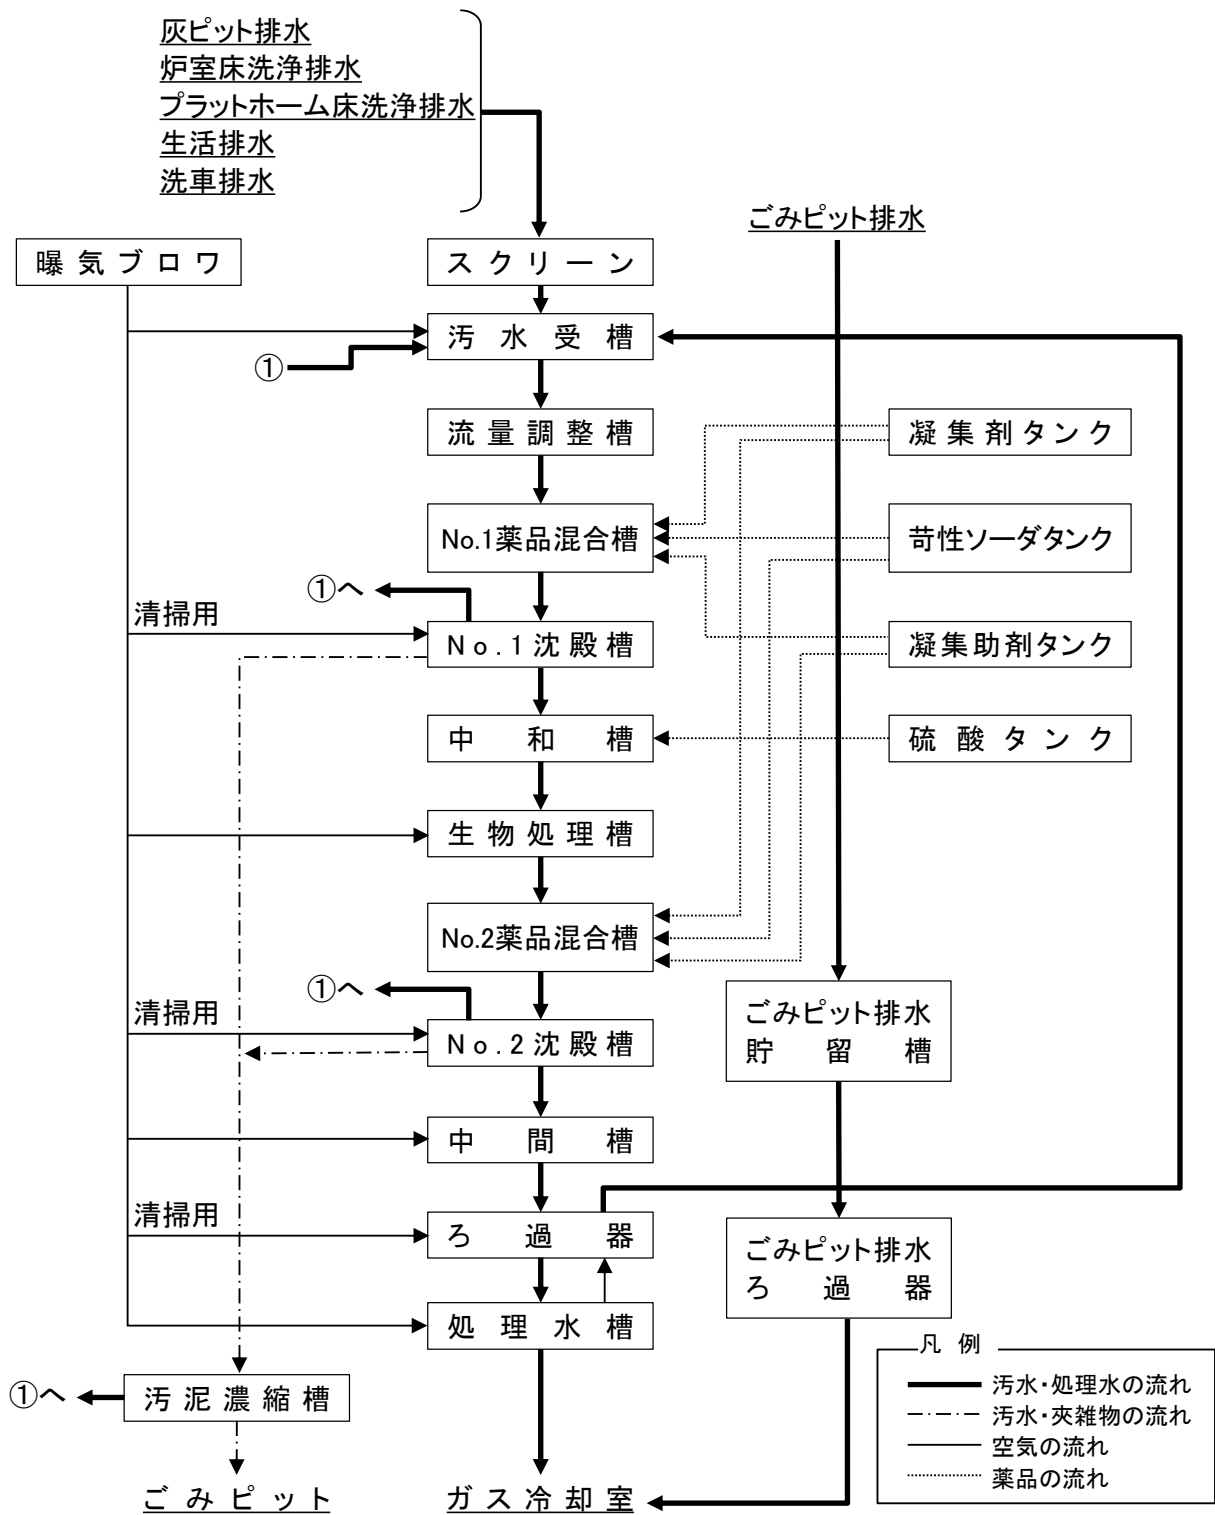 灰ピット排水
炉室床洗浄排水
プラットホーム床洗浄排水
生活排水
洗車排水
ごみピット排水
曝気ブロワ
スクリーン
汚水受槽
①
流量調整槽
凝集剤タンク
No.1薬品混合槽
苛性ソーダタンク
①へ
清掃用
No.1沈殿槽
凝集助剤タンク
中和槽
硫酸タンク
生物処理槽
No.2薬品混合槽
①へ
清掃用
No.2沈殿槽
ごみピット排水
貯留槽
中間槽
清掃用
ろ過器
ごみピット排水
ろ過器
処理水槽
凡例
汚水・処理水の流れ
汚水・夾雑物の流れ
空気の流れ
薬品の流れ
①へ
汚泥濃縮槽
ごみピット
ガス冷却室